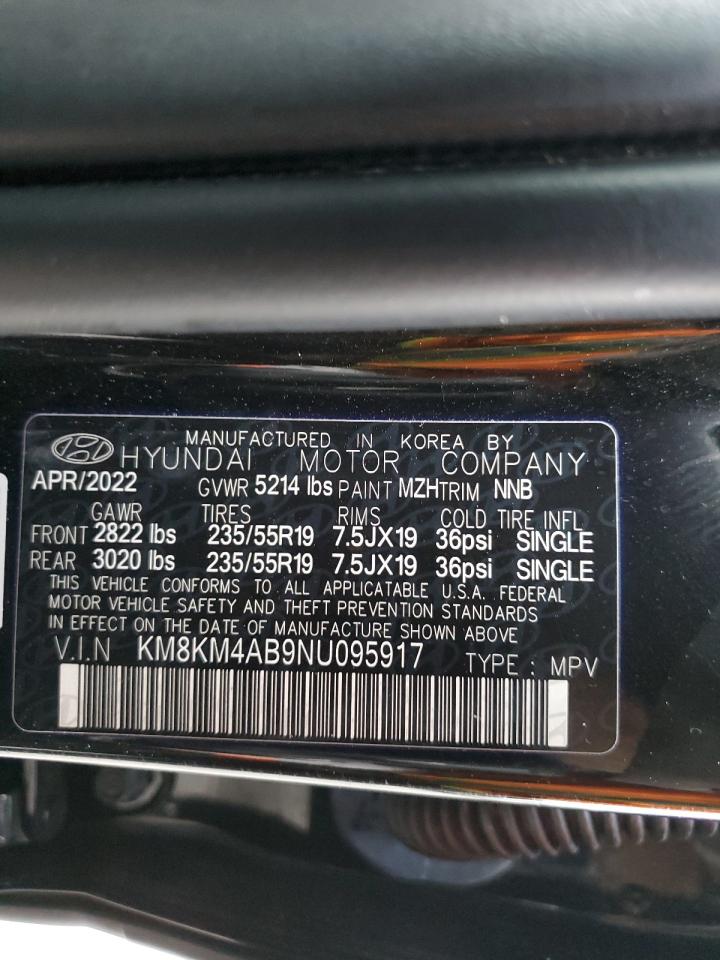 MANUFACTURED IN KOREA BY
HYUNDAI MOTOR COMPANY
APR/2022 GVWR 5214 lbs PAINT MZH TRIM NNB
GAWR TIRES RIMS COLD TIRE INFL
FRONT 2822 lbs 235/55R19 7.5JX19 36psi SINGLE
REAR 3020 lbs 235/55R19 7.5JX19 36psi SINGLE
THIS VEHICLE CONFORMS TO ALL APPLICATABLE U.S.A. FEDERAL
MOTOR VEHICLE SAFETY AND THEFT PREVENTION STANDARDS
IN EFFECT ON THE DATE OF MANUFACTURE SHOWN ABOVE
V.I.N KM8KM4AB9NU095917 TYPE : MPV